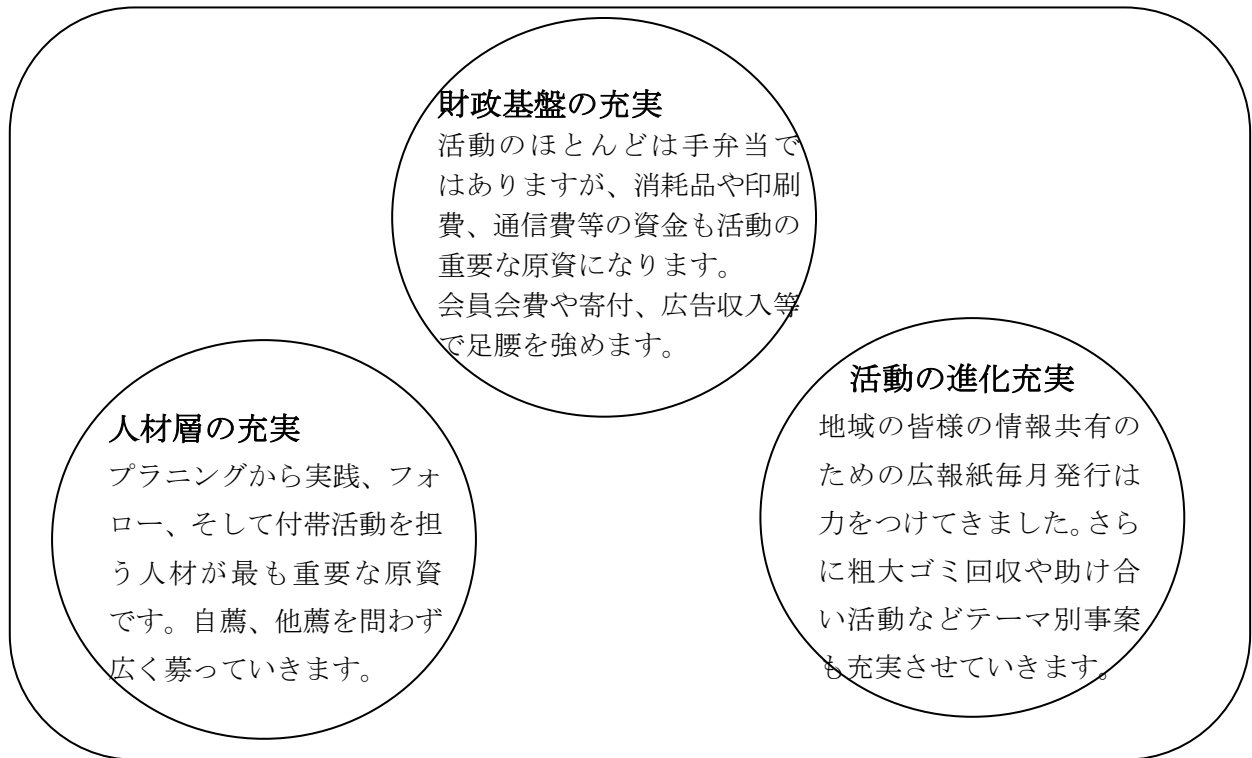 財政基盤の充実
活動のほとんどは手弁当で
はありますが、消耗品や印刷
費、通信費等の資金も活動の
重要な原資になります。
会員会費や寄付、広告収入等
で足腰を強めます。
人材層の充実
プラニングから実践、フォ
ロー、そして付帯活動を担
う人材が最も重要な原資
です。自薦、他薦を問わず
広く募っていきます。
活動の進化充実
地域の皆様の情報共有の
ための広報紙毎月発行は
力をつけてきました。さら
に粗大ゴミ回収や助け合
い活動などテーマ別事案
も充実させていきます。